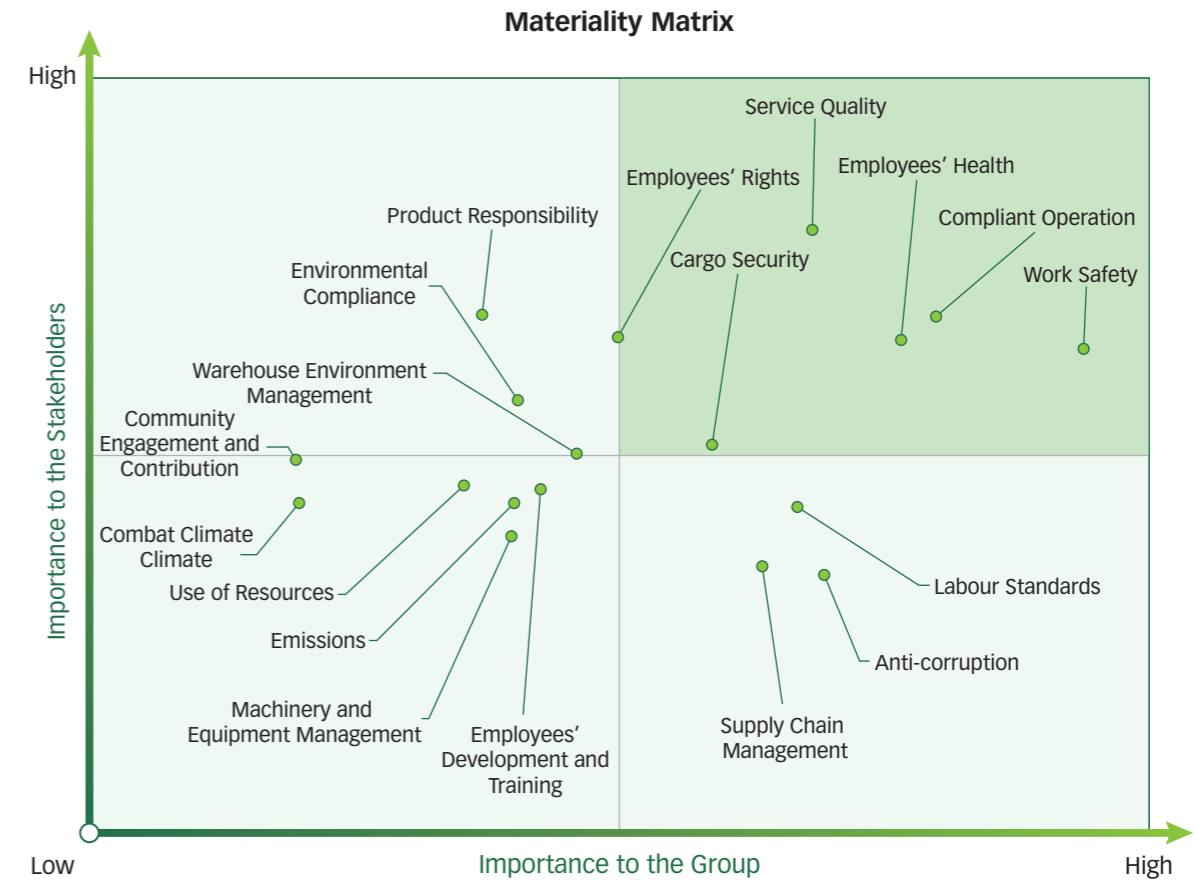 Materiality Matrix
High
Service Quality
Employees’ Health
Employees’ Rights
Product Responsibility
Compliant Operation
Cargo Security
Environmental
Compliance
Work Safety
Warehouse Environment
Management
Community
Engagement and
Contribution
Combat Climate
Climate
Use of Resources
Labour Standards
Emissions
Anti-corruption
Machinery and
Equipment Management
Employees’
Development and
Training
Supply Chain
Management
Importance to the Stakeholders
Low
Importance to the Group
High